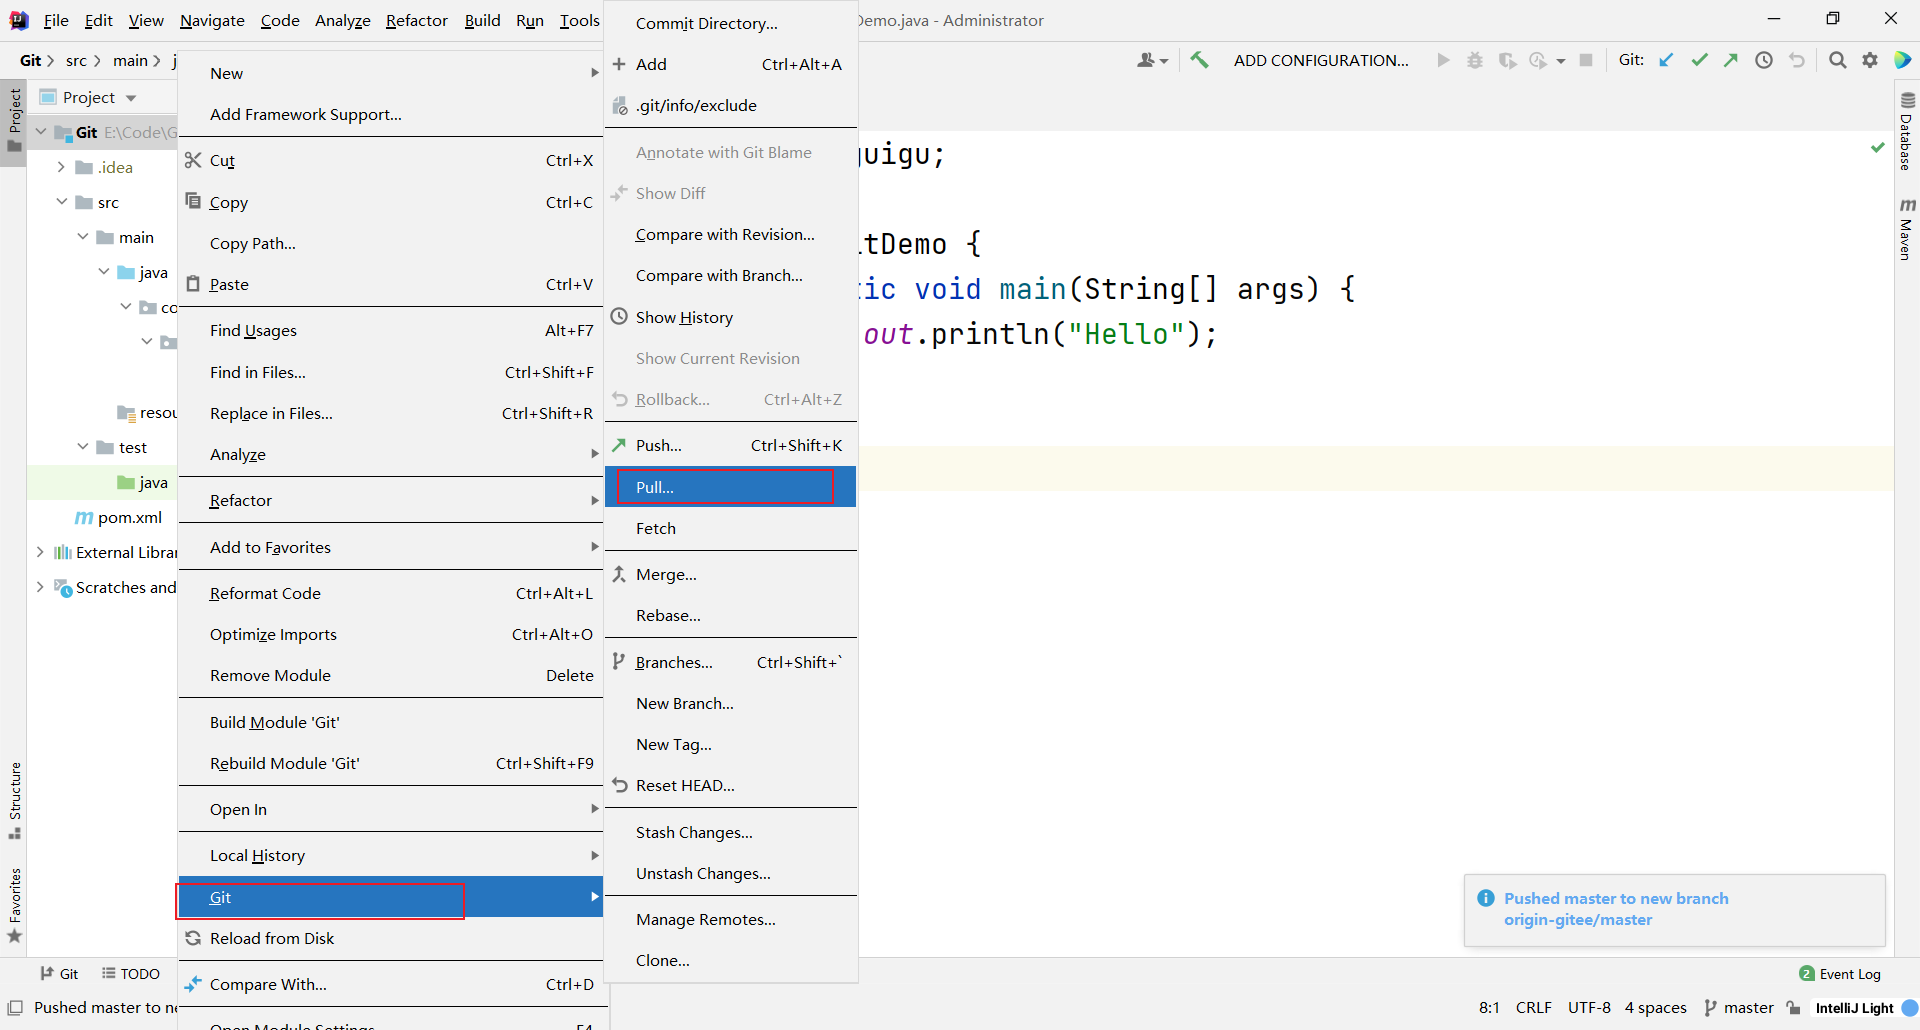 File Edit View Navigate Code Analyze Refactor Build Run Tools Demo.java - Administrator
Git src main
ADD CONFIGURATION... Git:
Project
Git E:\Code\G
.idea
src
main
java
co
resou
test
java
pom.xml
External Librar
Scratches and
Project
Structure
Favorites
New
Add Framework Support...
Cut Ctrl+X
Copy Ctrl+C
Copy Path...
Paste Ctrl+V
Find Usages Alt+F7
Find in Files... Ctrl+Shift+F
Replace in Files... Ctrl+Shift+R
Analyze
Refactor
Add to Favorites
Reformat Code Ctrl+Alt+L
Optimize Imports Ctrl+Alt+O
Remove Module Delete
Build Module 'Git'
Rebuild Module 'Git' Ctrl+Shift+F9
Open In
Local History
Git
Reload from Disk
Compare With... Ctrl+D
Open Module Settings F4
Commit Directory...
Add Ctrl+Alt+A
.git/info/exclude
Annotate with Git Blame
Show Diff
Compare with Revision...
Compare with Branch...
Show History
Show Current Revision
Rollback... Ctrl+Alt+Z
Push... Ctrl+Shift+K
Pull...
Fetch
Merge...
Rebase...
Branches... Ctrl+Shift+`
New Branch...
New Tag...
Reset HEAD...
Stash Changes...
Unstash Changes...
Manage Remotes...
Clone...
guigu;
itDemo {
tic void main(String[] args) {
out.println("Hello");
Database
Maven
Pushed master to new branch
origin-gitee/master
Git TODO
2 Event Log
Pushed master to ne
8:1 CRLF UTF-8 4 spaces master IntelliJ Light